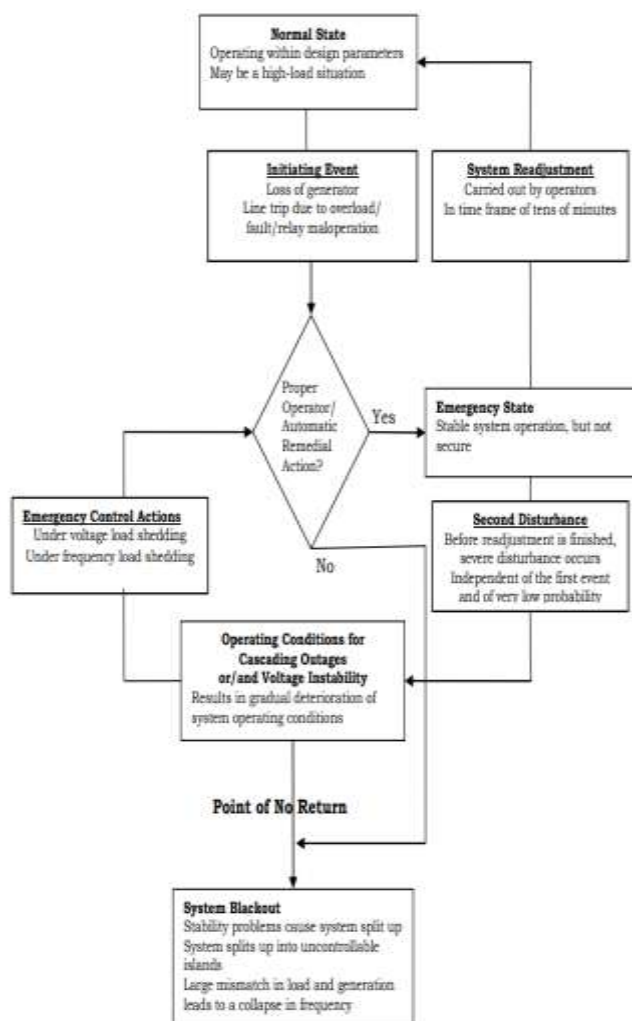 Normal State
Operating within design parameters
May be a high-load situation
Initiating Event
Loss of generator
Line trip due to overload/
fault/relay maloperation
System Readjustment
Carried out by operators
In time frame of tens of minutes
Proper
Operator/
Automatic
Remedial
Action?
Yes
Emergency State
Stable system operation, but not
secure
Emergency Control Actions
Under voltage load shedding
Under frequency load shedding
No
Second Disturbance
Before readjustment is finished,
severe disturbance occurs
Independent of the first event
and of very low probability
Operating Conditions for
Cascading Outages
or/and Voltage Instability
Results in gradual deterioration of
system operating conditions
Point of No Return
System Blackout
Stability problems cause system split up
System splits up into uncontrollable
islands
Large mismatch in load and generation
leads to a collapse in frequency